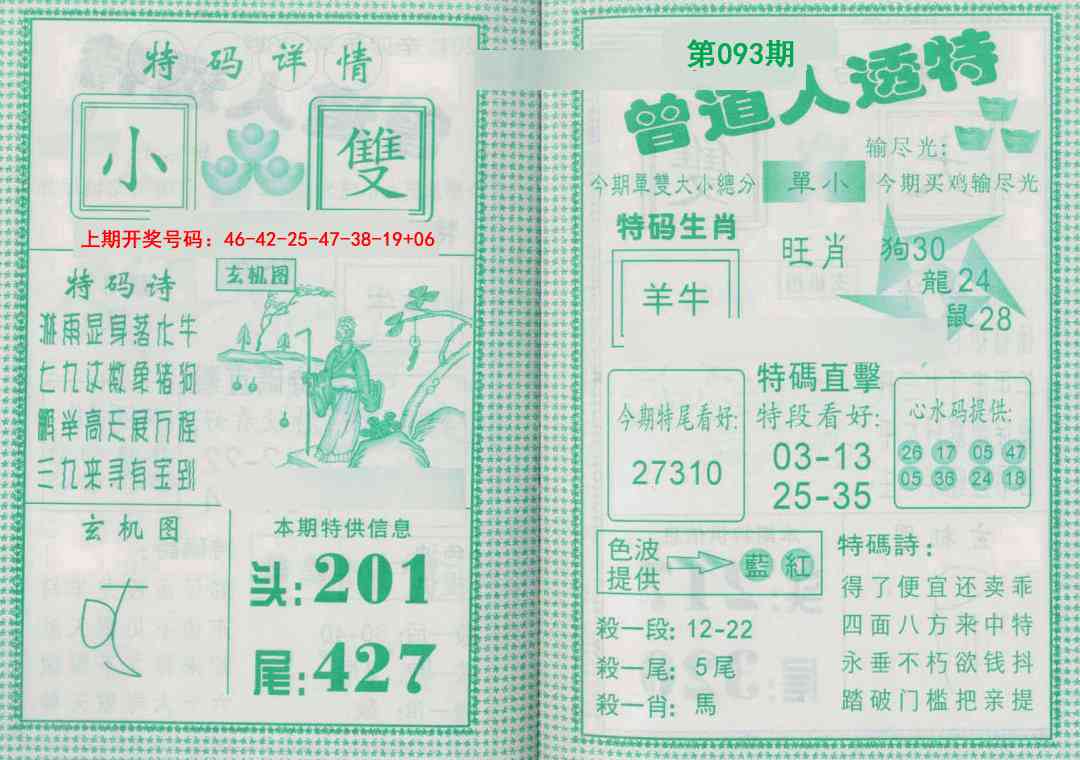 特码详情
小
雙
上期开奖号码：46-42-25-47-38-19+06
特码诗
淋雨显身落水牛
七九这数象猪狗
鹏举高天展万程
三九来寻有宝到
玄机图
玄机图
本期特供信息
头:201
尾:427
第093期
曾道人透特
输尽光:
今期單雙大小總分
單小
今期买鸡输尽光
特码生肖
羊牛
旺肖
狗30
龍24
鼠28
今期特尾看好:
27310
特碼直擊
特段看好:
03-13
25-35
心水码提供:
26 17 05 47
05 36 24 18
色波
提供
藍 紅
殺一段: 12-22
殺一尾: 5尾
殺一肖: 馬
特碼詩:
得了便宜还卖乖
四面八方来中特
永垂不朽欲钱抖
踏破门槛把亲提